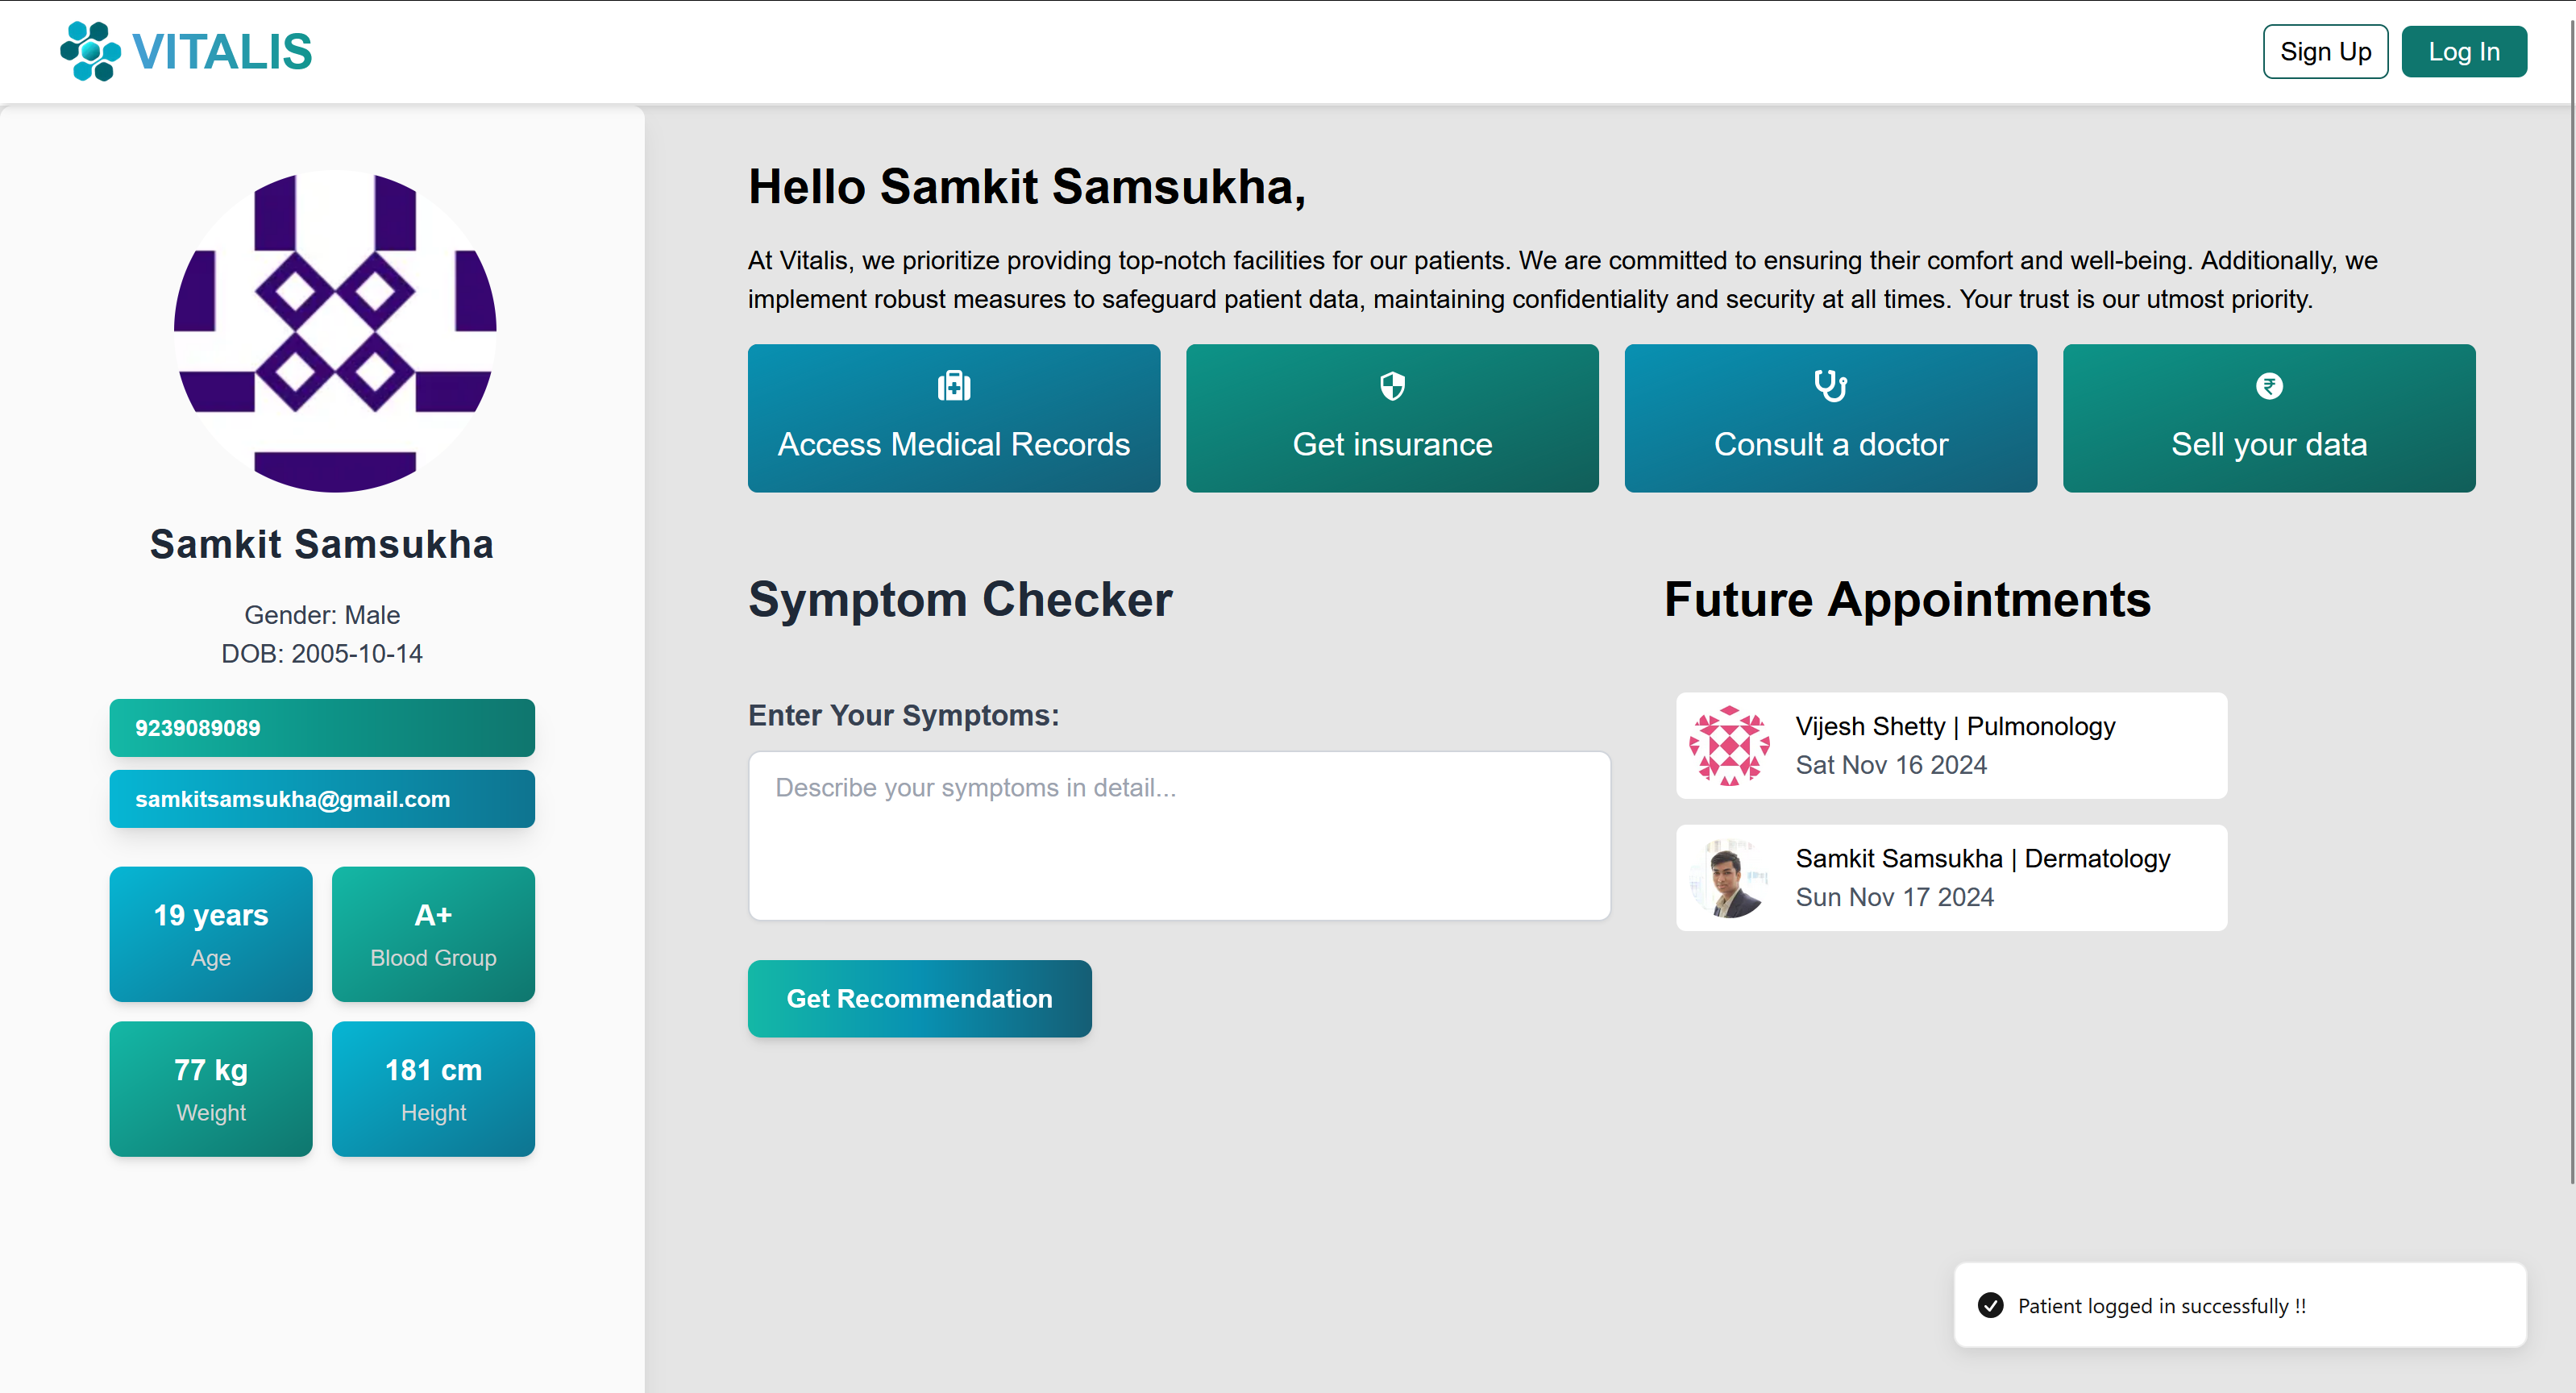 VITALIS
Sign Up
Log In
Samkit Samsukha
Gender: Male
DOB: 2005-10-14
9239089089
samkitsamsukha@gmail.com
19 years
Age
A+
Blood Group
77 kg
Weight
181 cm
Height
Hello Samkit Samsukha,
At Vitalis, we prioritize providing top-notch facilities for our patients. We are committed to ensuring their comfort and well-being. Additionally, we
implement robust measures to safeguard patient data, maintaining confidentiality and security at all times. Your trust is our utmost priority.
Access Medical Records
Get insurance
Consult a doctor
₹
Sell your data
Symptom Checker
Enter Your Symptoms:
Describe your symptoms in detail...
Get Recommendation
Future Appointments
Vijesh Shetty | Pulmonology
Sat Nov 16 2024
Samkit Samsukha | Dermatology
Sun Nov 17 2024
Patient logged in successfully !!